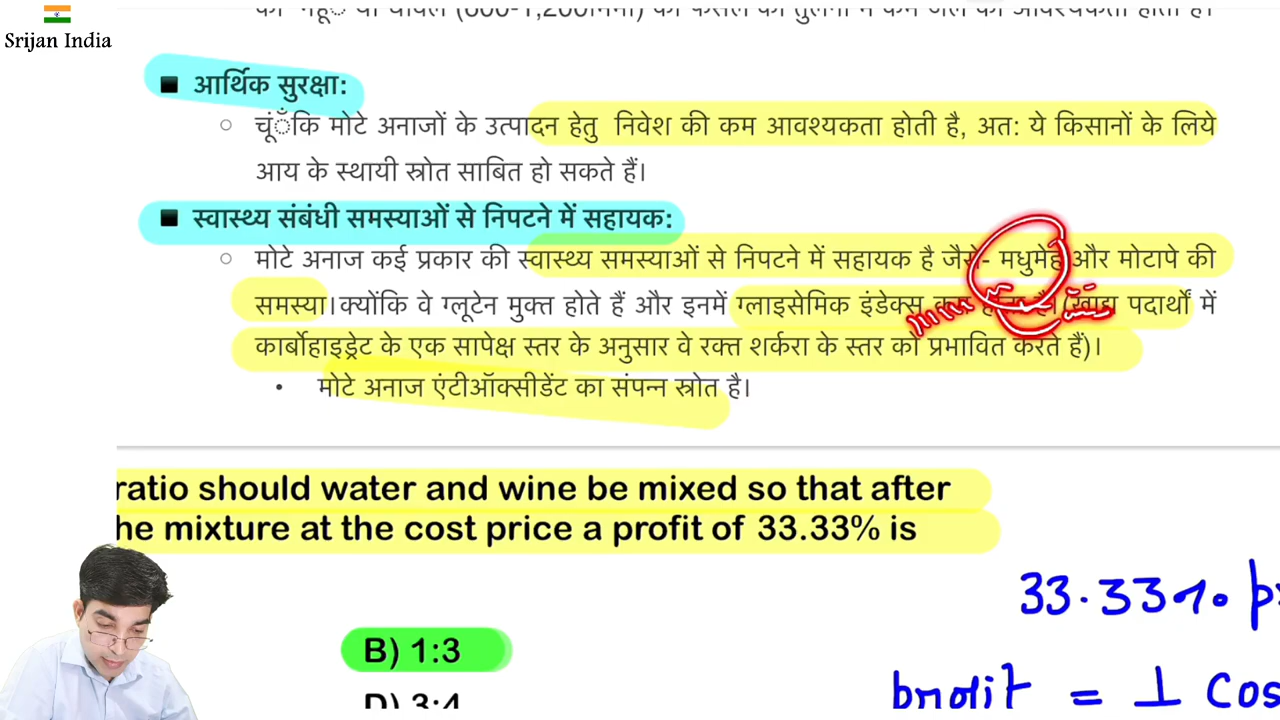 Srijan India
■ आर्थिक सुरक्षा:
○ चूंँकि मोटे अनाजों के उत्पादन हेतु निवेश की कम आवश्यकता होती है, अत: ये किसानों के लिये
आय के स्थायी स्रोत साबित हो सकते हैं।
■ स्वास्थ्य संबंधी समस्याओं से निपटने में सहायक:
○ मोटे अनाज कई प्रकार की स्वास्थ्य समस्याओं से निपटने में सहायक है जैसे- मधुमेह और मोटापे की
समस्या। क्योंकि वे ग्लूटेन मुक्त होते हैं और इनमें ग्लाइसेमिक इंडेक्स है। (खाद्य पदार्थों में
कार्बोहाइड्रेट के एक सापेक्ष स्तर के अनुसार वे रक्त शर्करा के स्तर को प्रभावित करते हैं)।
• मोटे अनाज एंटीऑक्सीडेंट का संपन्न स्रोत है।
ratio should water and wine be mixed so that after
he mixture at the cost price a profit of 33.33% is
33.33%
B) 1:3
profit = 1 Cos
D) 3:4